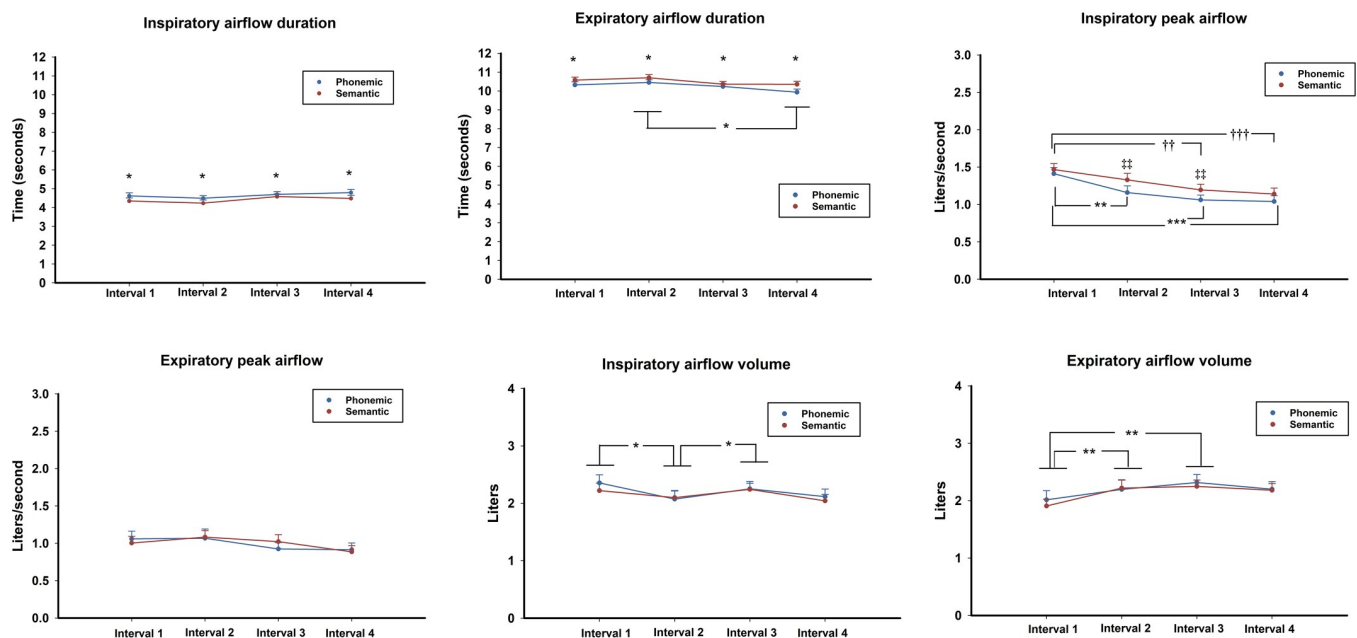 Inspiratory airflow duration
Time (seconds)
12
11
10
9
8
7
6
5
4
3
2
1
0
Phonemic
Semantic
* * * *
Interval 1 Interval 2 Interval 3 Interval 4
Expiratory airflow duration
Time (seconds)
12
11
10
9
8
7
6
5
4
3
2
1
0
* * * *
*
Phonemic
Semantic
Interval 1 Interval 2 Interval 3 Interval 4
Inspiratory peak airflow
Liters/second
3.0
2.5
2.0
1.5
1.0
0.5
0.0
Phonemic
Semantic
†††
††
‡‡ ‡‡
**
***
Interval 1 Interval 2 Interval 3 Interval 4
Expiratory peak airflow
Liters/second
3.0
2.5
2.0
1.5
1.0
0.5
0.0
Phonemic
Semantic
Interval 1 Interval 2 Interval 3 Interval 4
Inspiratory airflow volume
Liters
4
3
2
1
0
Phonemic
Semantic
* *
Interval 1 Interval 2 Interval 3 Interval 4
Expiratory airflow volume
Liters
4
3
2
1
0
Phonemic
Semantic
**
**
Interval 1 Interval 2 Interval 3 Interval 4